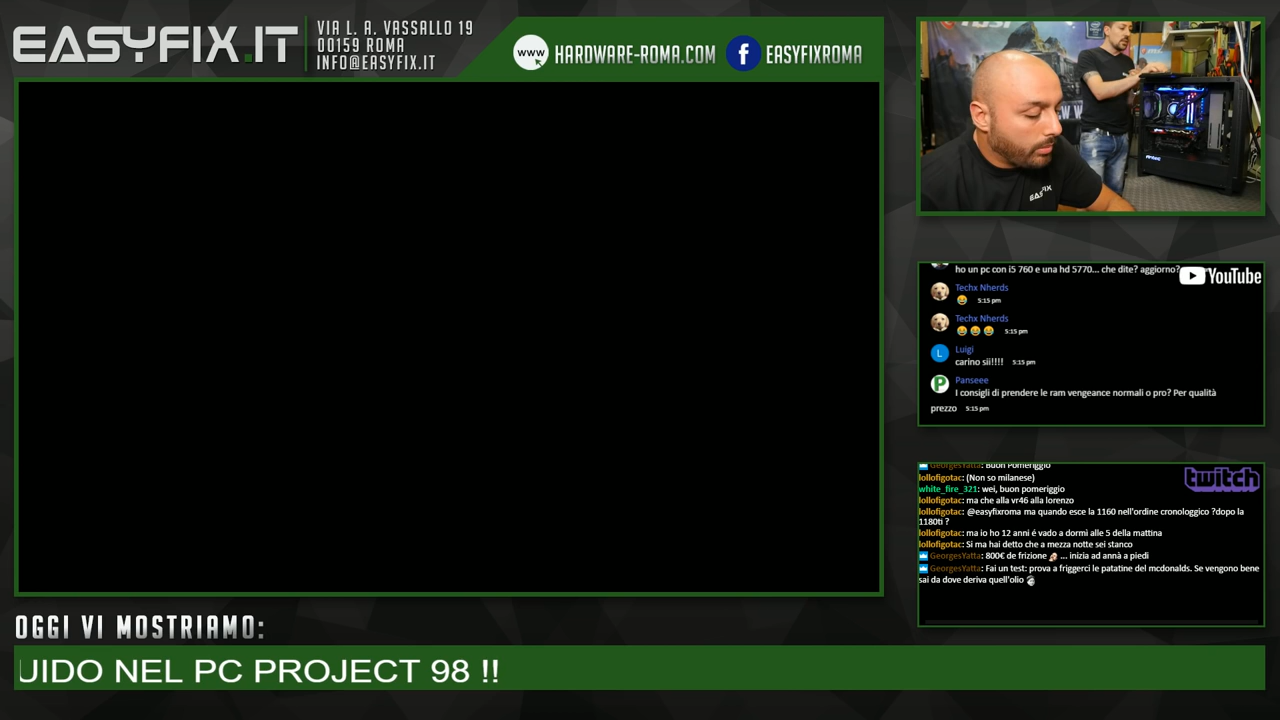 EASYFIX.IT
VIA L. A. VASSALLO 19
00159 ROMA
INFO@EASYFIX.IT
WWW
HARDWARE-ROMA.COM
f
EASYFIXROMA
EASYFIX
YouTube
ho un pc con i5 760 e una hd 5770... che dite? aggiorno?
Techx Nherds
5:15 pm
Techx Nherds
5:15 pm
L
Luigi
carino sii!!!! 5:15 pm
P
Panseee
I consigli di prendere le ram vengeance normali o pro? Per qualità
prezzo 5:15 pm
twitch
GeorgesYatta: Buon Pomeriggio
lollofigotac: (Non so milanese)
white_fire_321: wei, buon pomeriggio
lollofigotac: ma che alla vr46 alla lorenzo
lollofigotac: @easyfixroma ma quando esce la 1160 nell'ordine cronologgico ?dopo la
1180ti ?
lollofigotac: ma io ho 12 anni é vado a dormì alle 5 della mattina
lollofigotac: Si ma hai detto che a mezza notte sei stanco
GeorgesYatta: 800€ de frizione ... inizia ad annà a piedi
GeorgesYatta: Fai un test: prova a friggerci le patatine del mcdonalds. Se vengono bene
sai da dove deriva quell'olio
OGGI VI MOSTRIAMO:
UIDO NEL PC PROJECT 98 !!